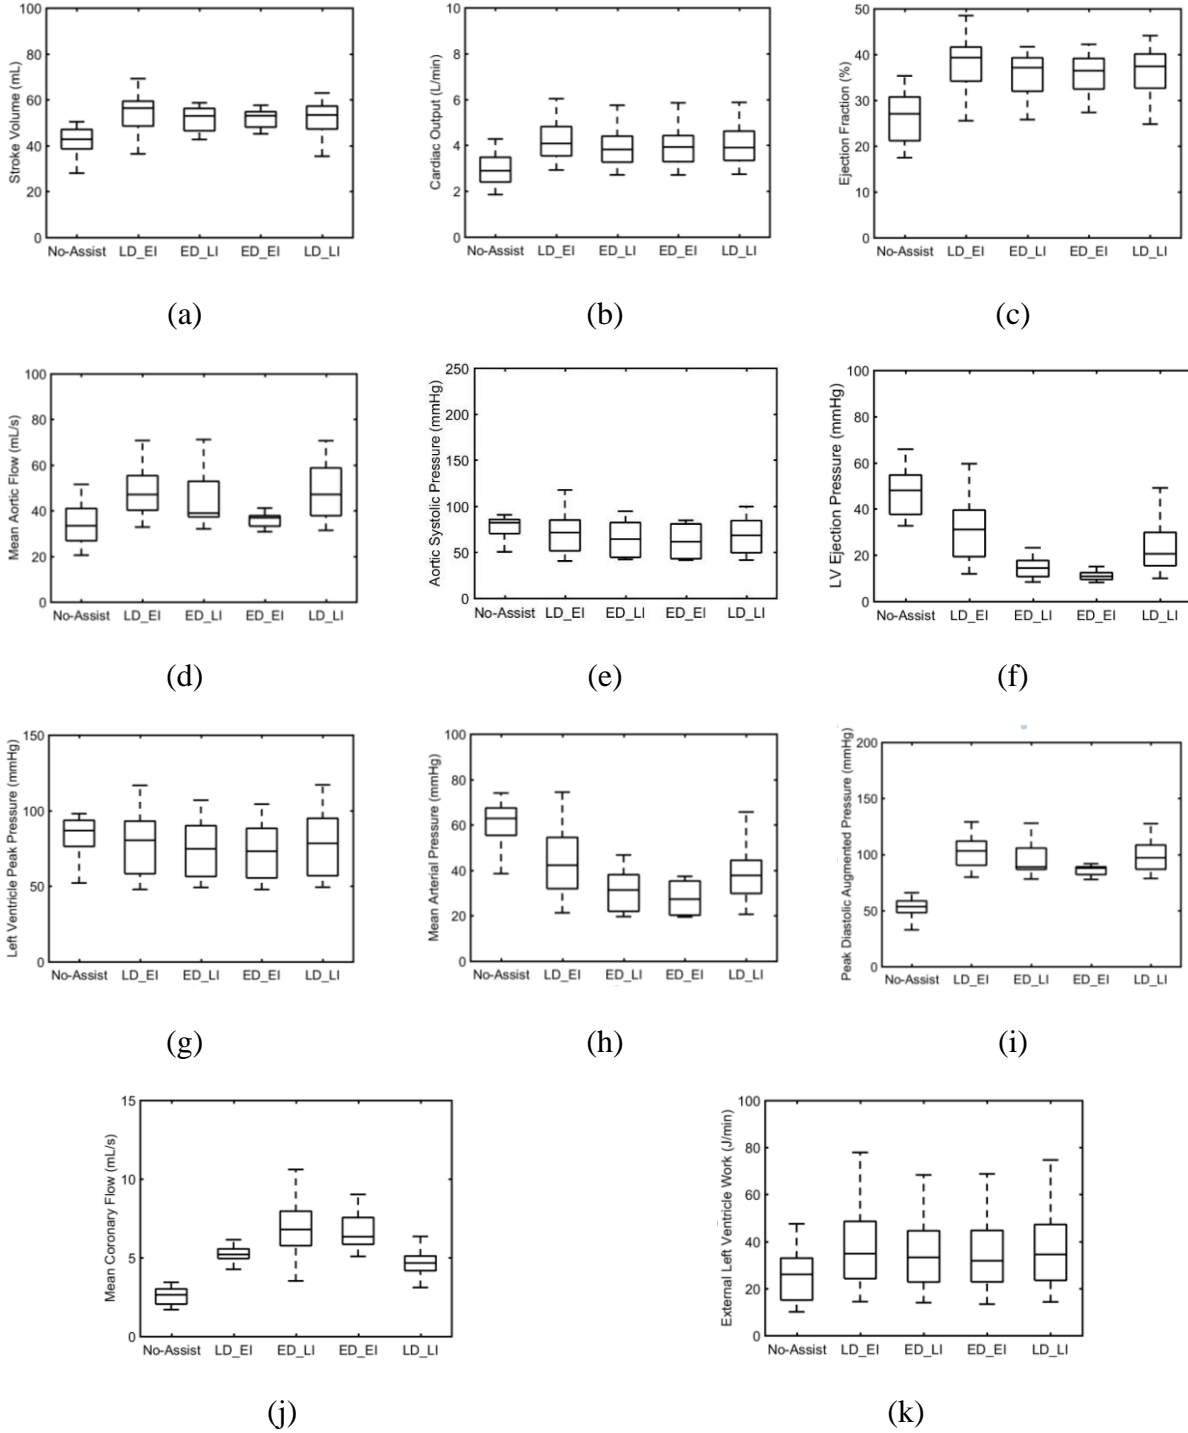 Stroke Volume (mL)
100
80
60
40
20
0
No-Assist LD_EI ED_LI ED_EI LD_LI
(a)
Cardiac Output (L/min)
10
8
6
4
2
0
No-Assist LD_EI ED_LI ED_EI LD_LI
(b)
Ejection Fraction (%)
50
40
30
20
10
0
No-Assist LD_EI ED_LI ED_EI LD_LI
(c)
Mean Aortic Flow (mL/s)
100
80
60
40
20
0
No-Assist LD_EI ED_LI ED_EI LD_LI
(d)
Aortic Systolic Pressure (mmHg)
250
200
150
100
50
0
No-Assist LD_EI ED_LI ED_EI LD_LI
(e)
LV Ejection Pressure (mmHg)
100
80
60
40
20
0
No-Assist LD_EI ED_LI ED_EI LD_LI
(f)
Left Ventricle Peak Pressure (mmHg)
150
100
50
0
No-Assist LD_EI ED_LI ED_EI LD_LI
(g)
Mean Arterial Pressure (mmHg)
100
80
60
40
20
0
No-Assist LD_EI ED_LI ED_EI LD_LI
(h)
Peak Diastolic Augmented Pressure (mmHg)
200
150
100
50
0
No-Assist LD_EI ED_LI ED_EI LD_LI
(i)
Mean Coronary Flow (mL/s)
15
10
5
0
No-Assist LD_EI ED_LI ED_EI LD_LI
(j)
External Left Ventricle Work (J/min)
100
80
60
40
20
0
No-Assist LD_EI ED_LI ED_EI LD_LI
(k)